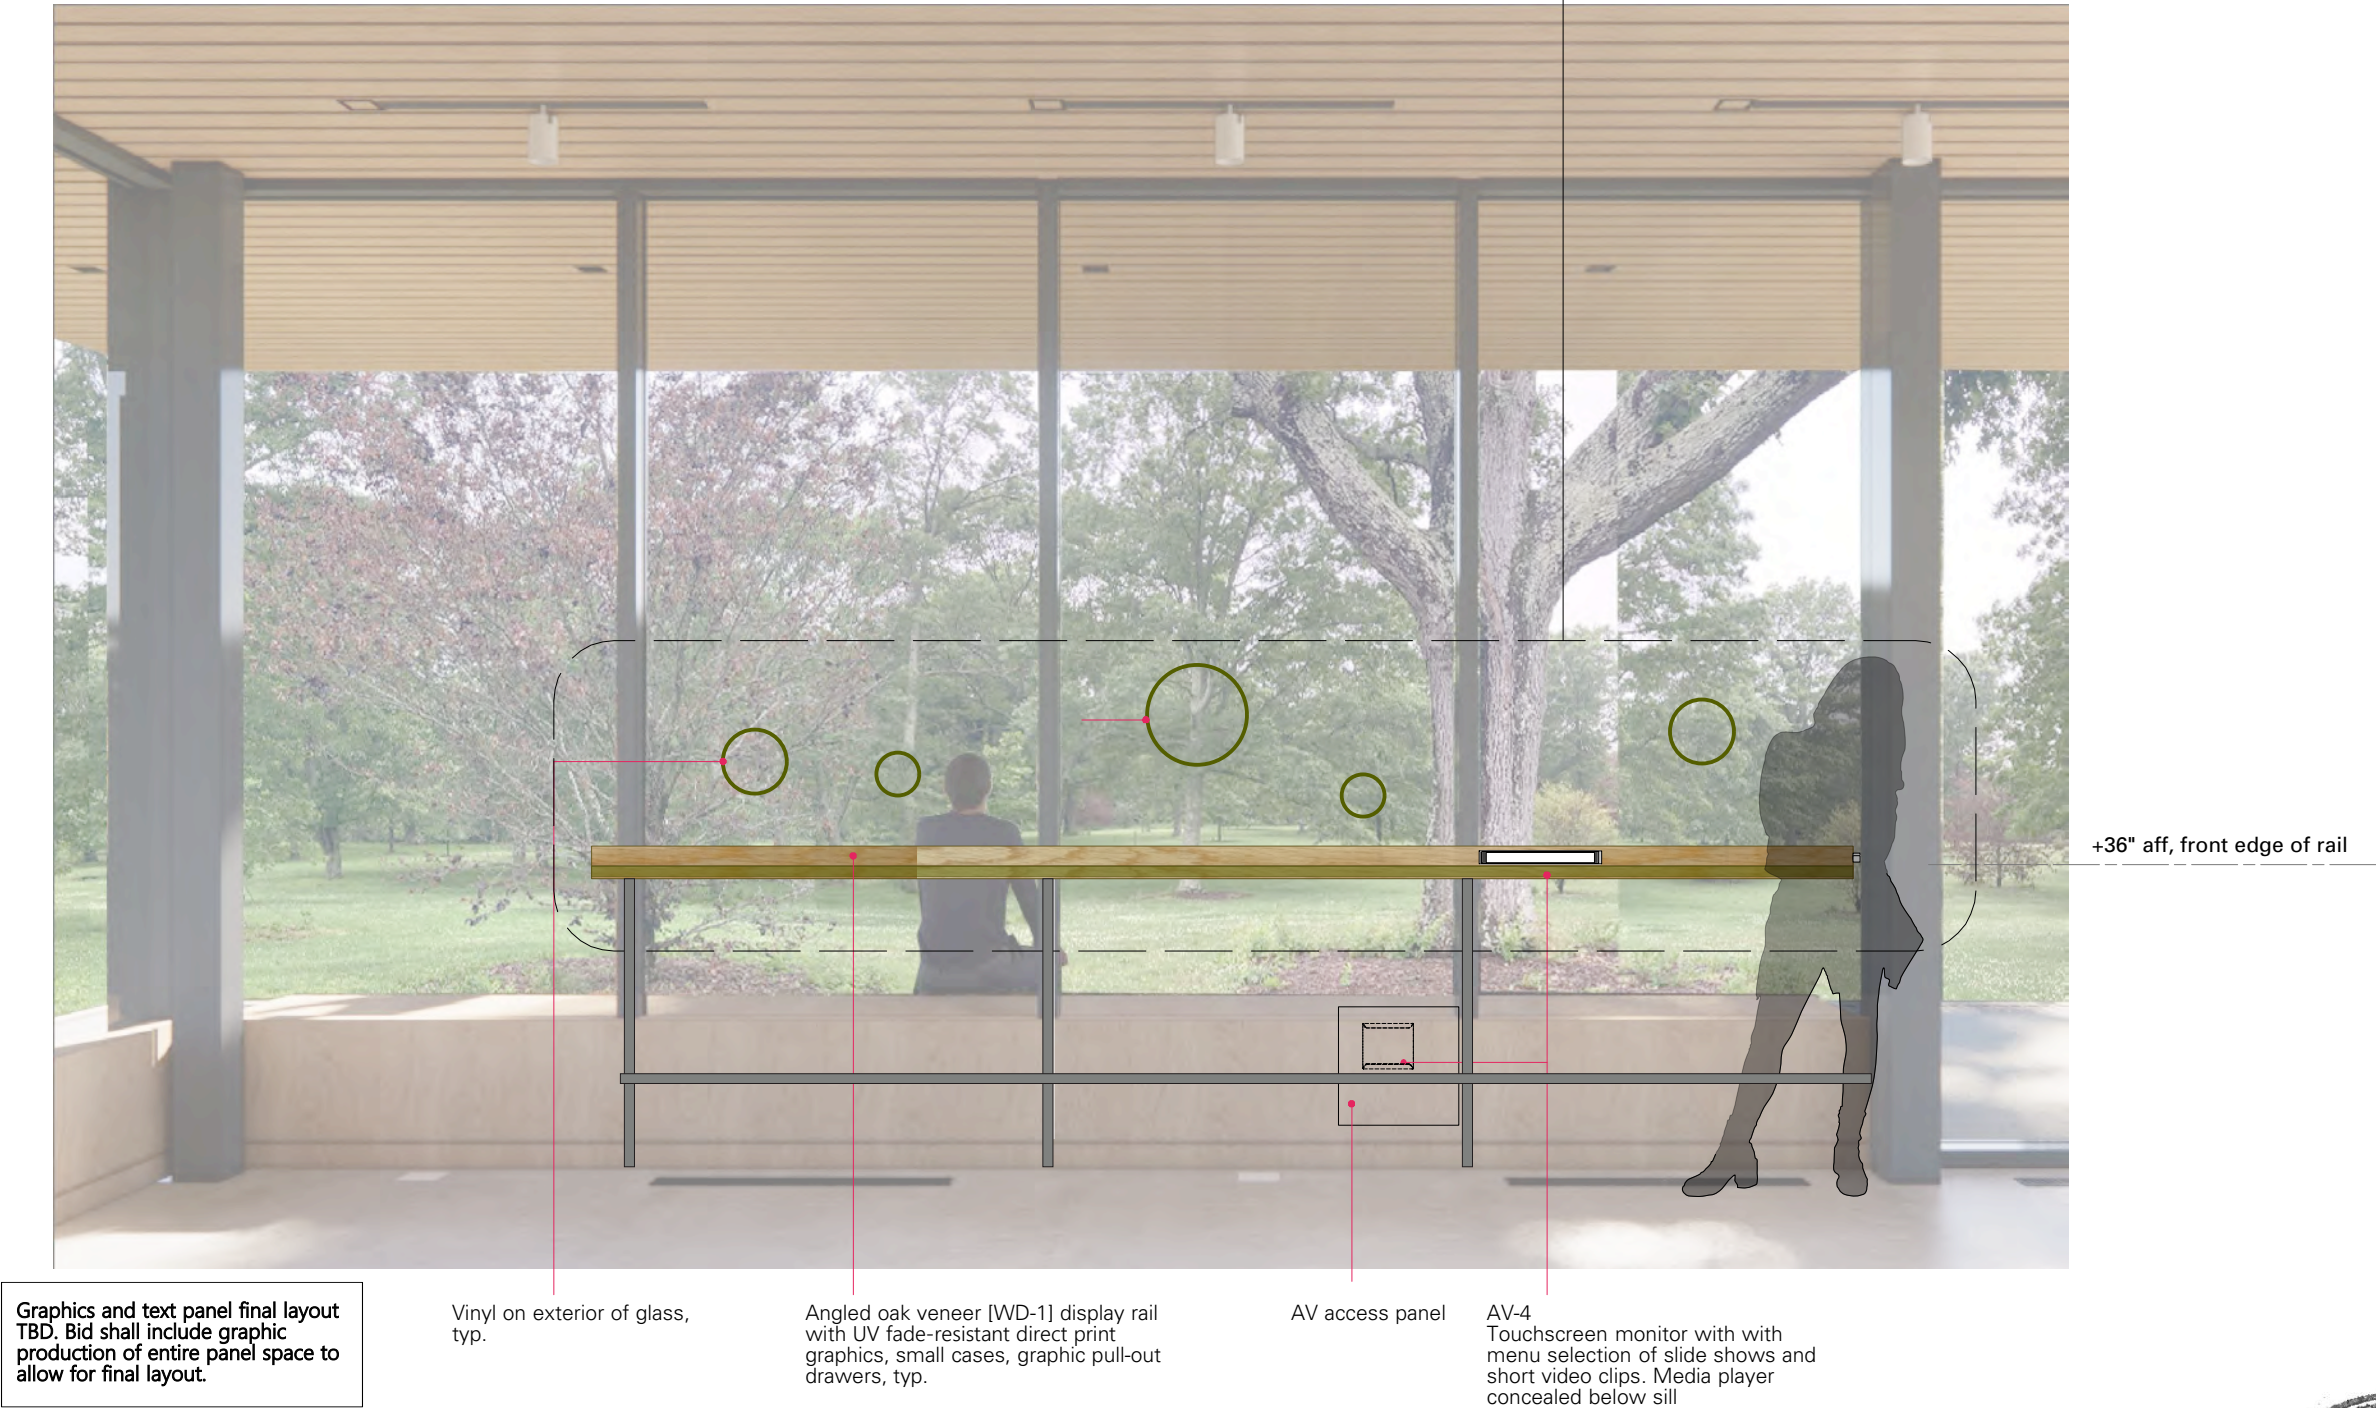 +36" aff, front edge of rail
Graphics and text panel final layout
TBD. Bid shall include graphic
production of entire panel space to
allow for final layout.
Vinyl on exterior of glass,
typ.
Angled oak veneer [WD-1] display rail
with UV fade-resistant direct print
graphics, small cases, graphic pull-out
drawers, typ.
AV access panel
AV-4
Touchscreen monitor with with
menu selection of slide shows and
short video clips. Media player
concealed below sill